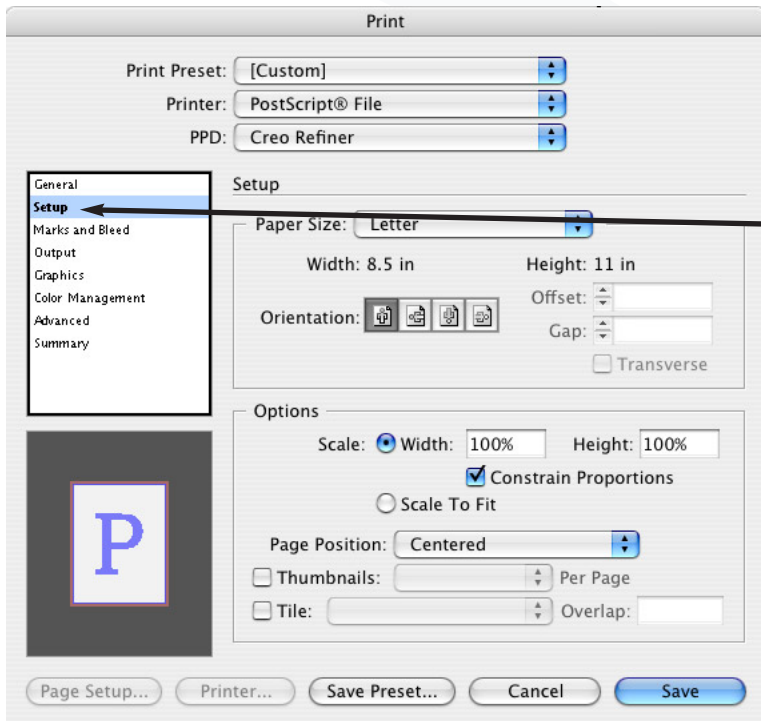 Print
Print Preset: [Custom]
Printer: PostScript® File
PPD: Creo Refiner
General
Setup
Marks and Bleed
Output
Graphics
Color Management
Advanced
Summary
Setup
Paper Size: Letter
Width: 8.5 in Height: 11 in
Orientation: Offset:
Gap:
Transverse
Options
Scale: Width: 100% Height: 100%
Constrain Proportions
Scale To Fit
Page Position: Centered
Thumbnails: Per Page
Tile: Overlap:
P
Page Setup... Printer... Save Preset... Cancel Save